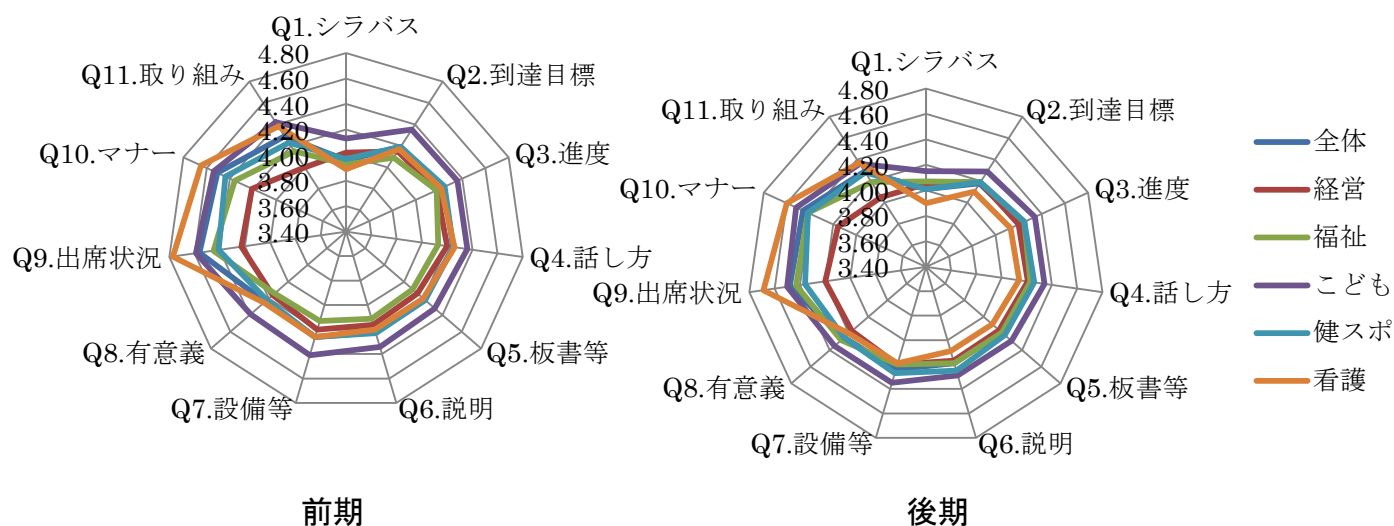 Q1.シラバス
Q2.到達目標
Q3.進度
Q4.話し方
Q5.板書等
Q6.説明
Q7.設備等
Q8.有意義
Q9.出席状況
Q10.マナー
Q11.取り組み
4.80
4.60
4.40
4.20
4.00
3.80
3.60
3.40
前期
Q1.シラバス
Q2.到達目標
Q3.進度
Q4.話し方
Q5.板書等
Q6.説明
Q7.設備等
Q8.有意義
Q9.出席状況
Q10.マナー
Q11.取り組み
4.80
4.60
4.40
4.20
4.00
3.80
3.60
3.40
後期
全体
経営
福祉
こども
健スポ
看護